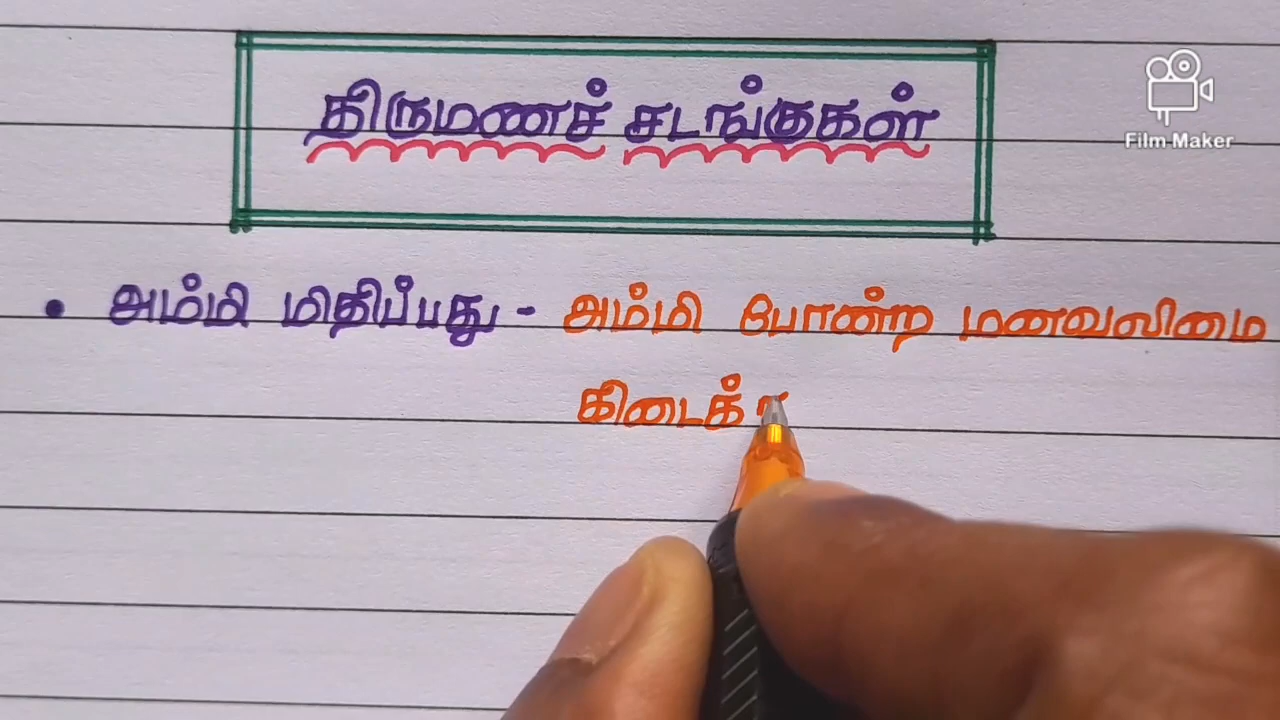 திருமணச் சடங்குகள்
Film Maker
• அம்மி மிதிப்பது - அம்மி போன்ற மனவலிமை
கிடைக்